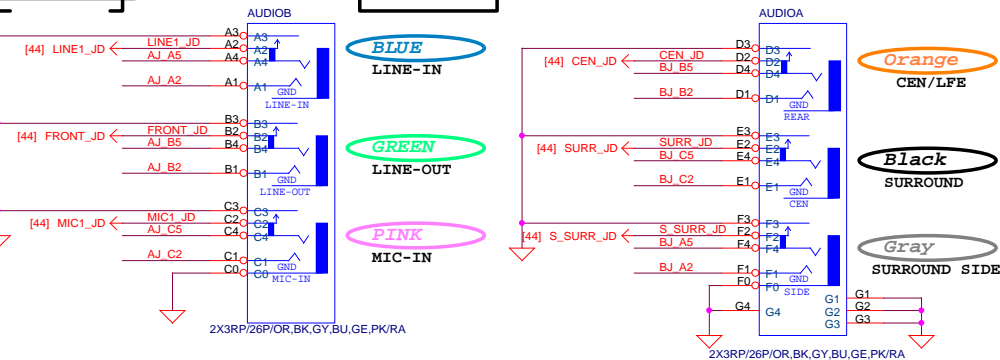 AUDIOB
A3 A3
[44] LINE1_JD LINE1_JD A2 A2
AJ_A5 A4 A4
AJ_A2 A1 A1
GND
LINE-IN
BLUE
LINE-IN
B3 B3
[44] FRONT_JD FRONT_JD B2 B2
AJ_B5 B4 B4
AJ_B2 B1 B1
GND
LINE-OUT
GREEN
LINE-OUT
C3 C3
[44] MIC1_JD MIC1_JD C2 C2
AJ_C5 C4 C4
AJ_C2 C1 C1
GND
C0 C0
MIC-IN
PINK
MIC-IN
2X3RP/26P/OR,BK,GY,BU,GE,PK/RA
AUDIOA
D3 D3
[44] CEN_JD CEN_JD D2 D2
BJ_B5 D4 D4
BJ_B2 D1 D1
GND
REAR
Orange
CEN/LFE
E3 E3
[44] SURR_JD SURR_JD E2 E2
BJ_C5 E4 E4
BJ_C2 E1 E1
GND
CEN
Black
SURROUND
F3 F3
[44] S_SURR_JD S_SURR_JD F2 F2
BJ_A5 F4 F4
BJ_A2 F1 F1
GND
F0 F0
SIDE
Gray
SURROUND SIDE
G4 G4
G1 G1
G2 G2
G3 G3
2X3RP/26P/OR,BK,GY,BU,GE,PK/RA